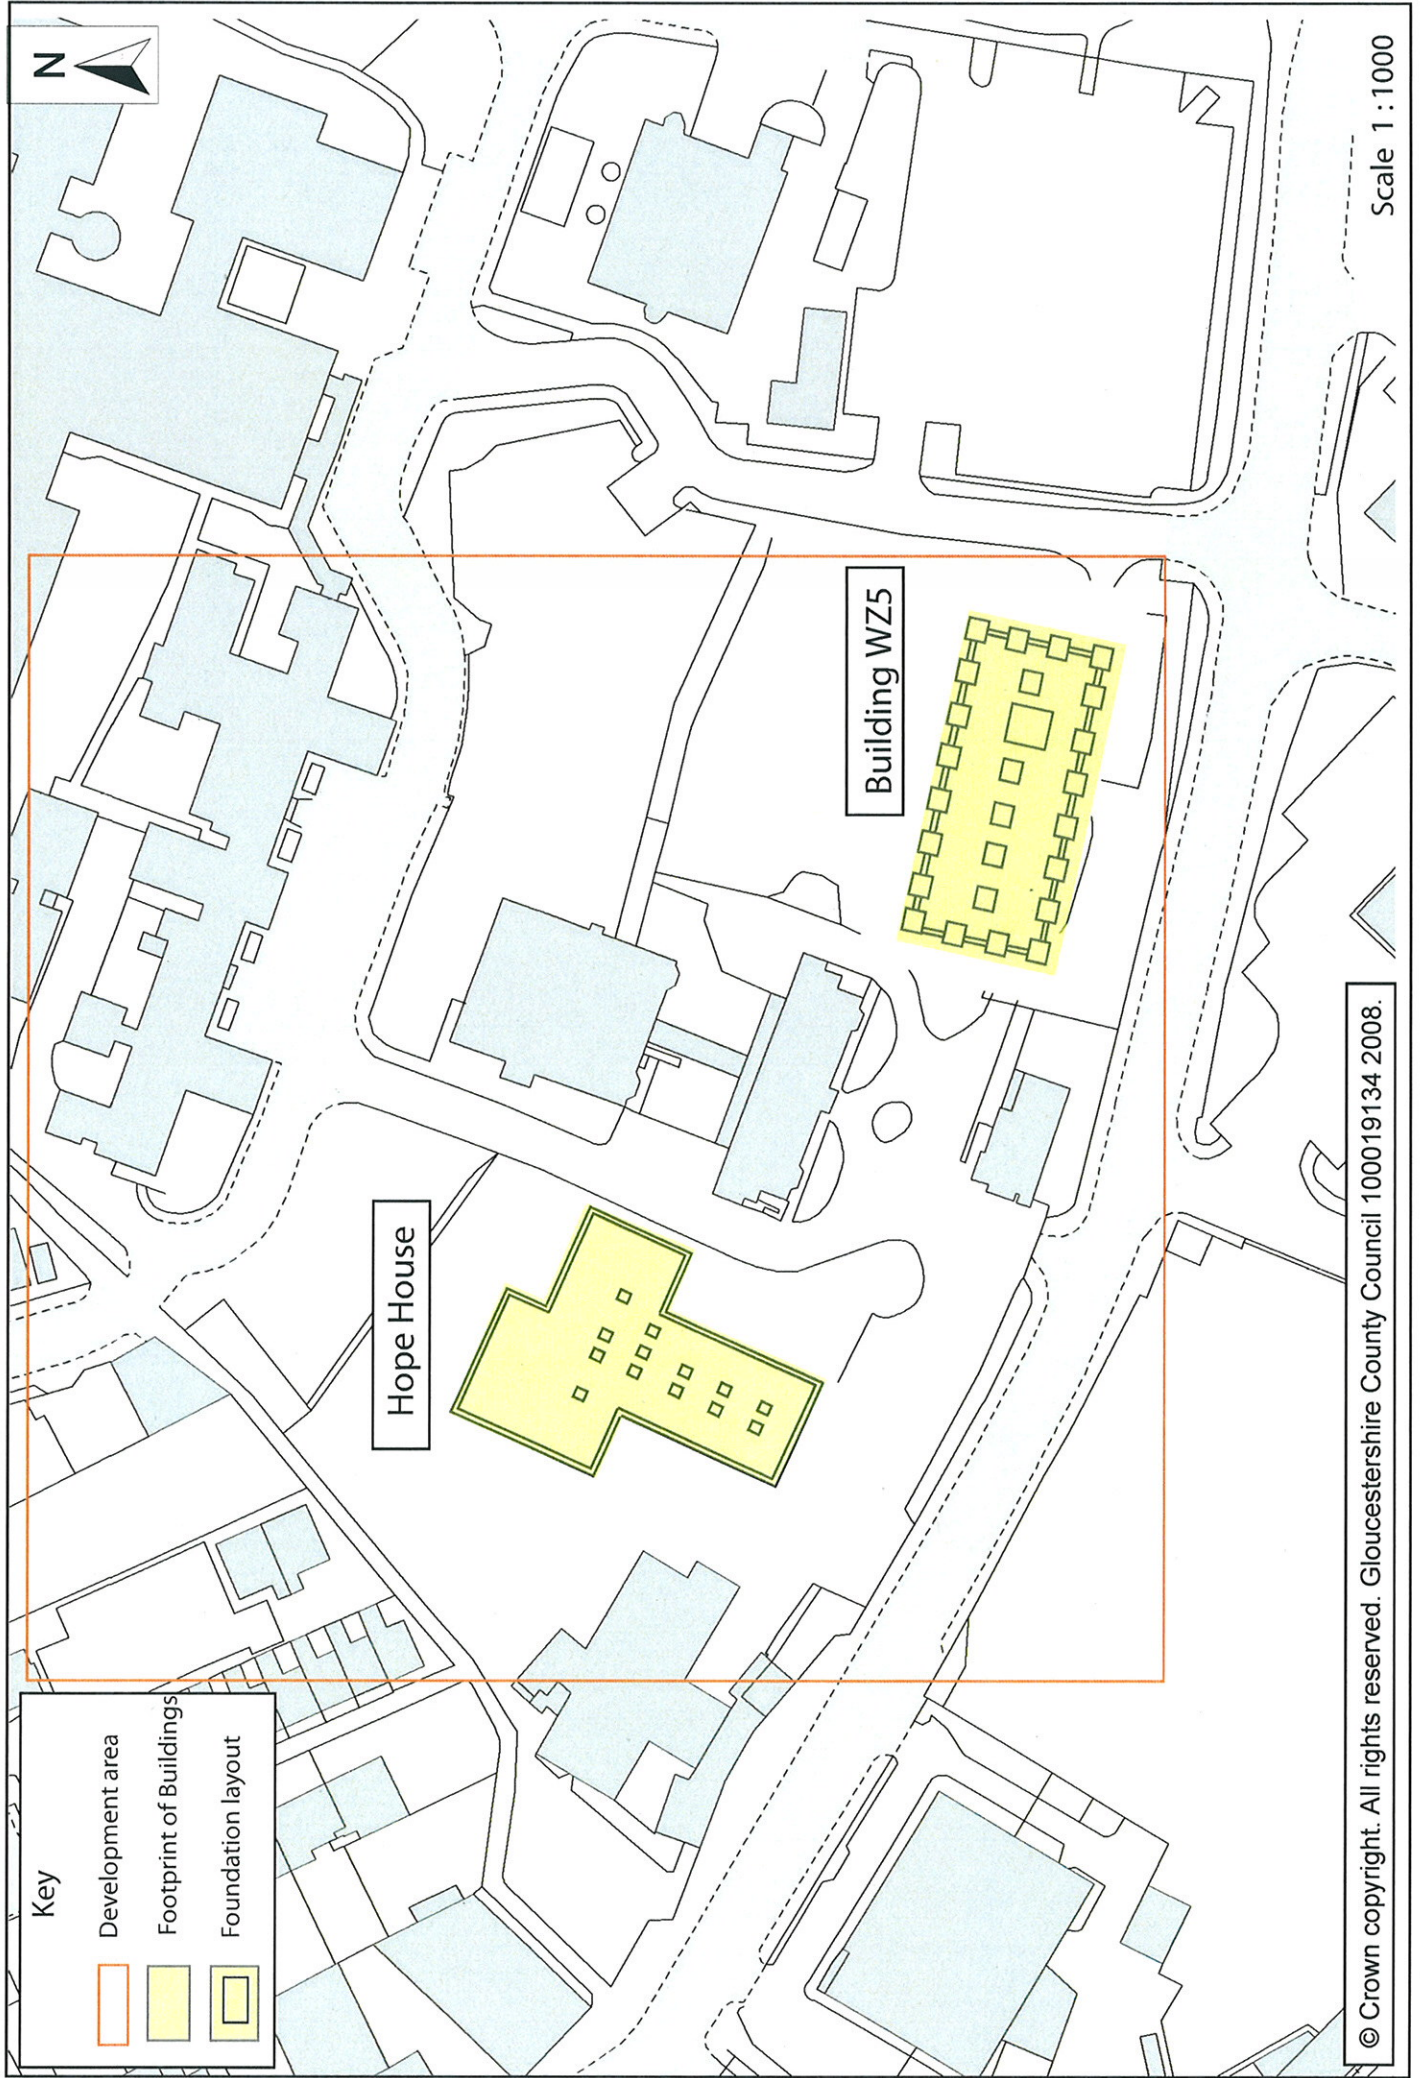 N
Key
Development area
Footprint of Buildings
Foundation layout
Hope House
Building WZ5
Scale 1 : 1000
© Crown copyright. All rights reserved. Gloucestershire County Council 100019134 2008.